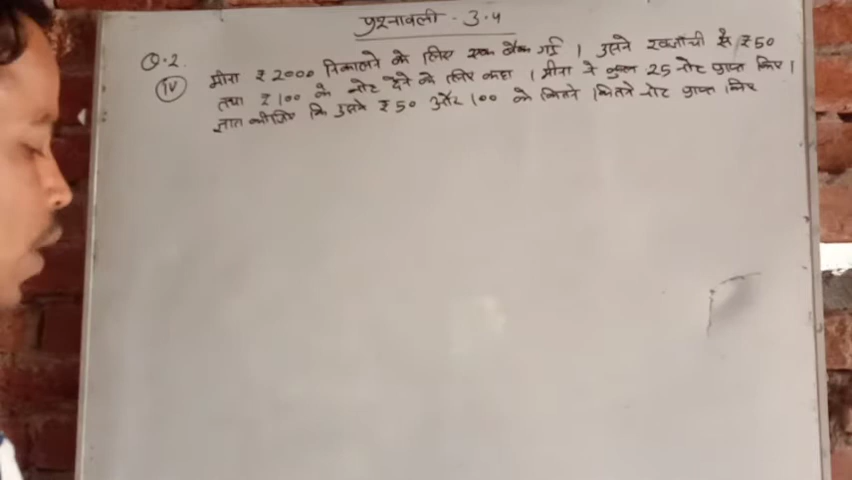 प्रश्नावली - 3.4
Q.2. मीना ₹ 2000 निकालने के लिए एक बैंक गई । उसने खजांची से ₹50
(iv) तथा ₹100 के नोट देने के लिए कहा । मीना ने कुल 25 नोट प्राप्त किए ।
ज्ञात कीजिए कि उसने ₹50 और 100 के कितने कितने नोट प्राप्त किए